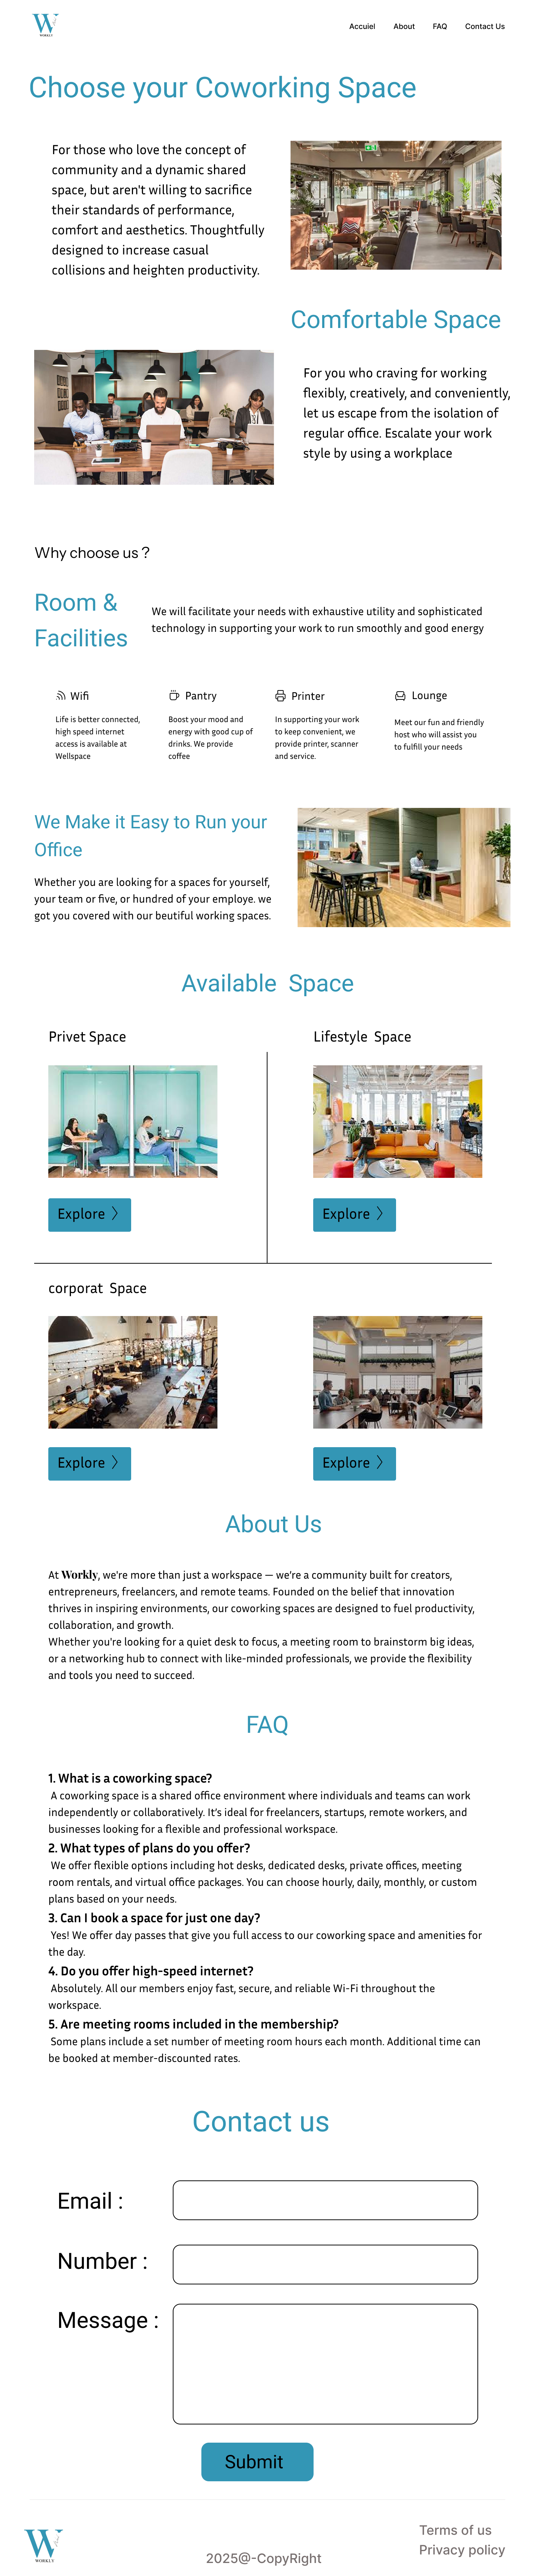 W
WORKLY
Accuiel About FAQ Contact Us
Choose your Coworking Space
For those who love the concept of
community and a dynamic shared
space, but aren't willing to sacrifice
their standards of performance,
comfort and aesthetics. Thoughtfully
designed to increase casual
collisions and heighten productivity.
Comfortable Space
For you who craving for working
flexibly, creatively, and conveniently,
let us escape from the isolation of
regular office. Escalate your work
style by using a workplace
Why choose us ?
Room &
Facilities
We will facilitate your needs with exhaustive utility and sophisticated
technology in supporting your work to run smoothly and good energy
Wifi
Life is better connected,
high speed internet
access is available at
Wellspace
Pantry
Boost your mood and
energy with good cup of
drinks. We provide
coffee
Printer
In supporting your work
to keep convenient, we
provide printer, scanner
and service.
Lounge
Meet our fun and friendly
host who will assist you
to fulfill your needs
We Make it Easy to Run your
Office
Whether you are looking for a spaces for yourself,
your team or five, or hundred of your employe. we
got you covered with our beutiful working spaces.
Available Space
Privet Space
Explore
Lifestyle Space
Explore
corporat Space
Explore
Explore
About Us
At Workly, we're more than just a workspace — we're a community built for creators,
entrepreneurs, freelancers, and remote teams. Founded on the belief that innovation
thrives in inspiring environments, our coworking spaces are designed to fuel productivity,
collaboration, and growth.
Whether you're looking for a quiet desk to focus, a meeting room to brainstorm big ideas,
or a networking hub to connect with like-minded professionals, we provide the flexibility
and tools you need to succeed.
FAQ
1. What is a coworking space?
A coworking space is a shared office environment where individuals and teams can work
independently or collaboratively. It's ideal for freelancers, startups, remote workers, and
businesses looking for a flexible and professional workspace.
2. What types of plans do you offer?
We offer flexible options including hot desks, dedicated desks, private offices, meeting
room rentals, and virtual office packages. You can choose hourly, daily, monthly, or custom
plans based on your needs.
3. Can I book a space for just one day?
Yes! We offer day passes that give you full access to our coworking space and amenities for
the day.
4. Do you offer high-speed internet?
Absolutely. All our members enjoy fast, secure, and reliable Wi-Fi throughout the
workspace.
5. Are meeting rooms included in the membership?
Some plans include a set number of meeting room hours each month. Additional time can
be booked at member-discounted rates.
Contact us
Email :
Number :
Message :
Submit
W
WORKLY
2025@-CopyRight
Terms of us
Privacy policy